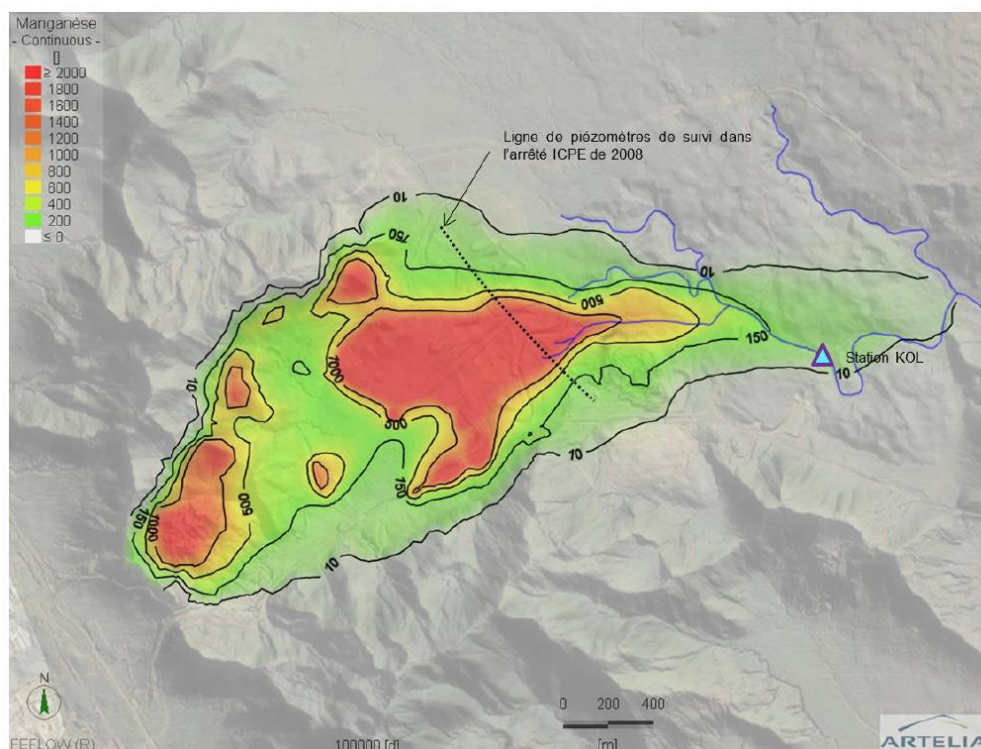 Manganèse
- Continuous -
[]
≥ 2000
1800
1600
1400
1200
1000
800
600
400
200
≤ 0
Ligne de piézomètres de suivi dans
l'arrêté ICPE de 2008
10
750
10
500
150
Station KOL
10
1000
10
150
500
150
1000
10
10
N
0 200 400
FEFLOW (R)
100000 [d]
[m]
ARTELIA